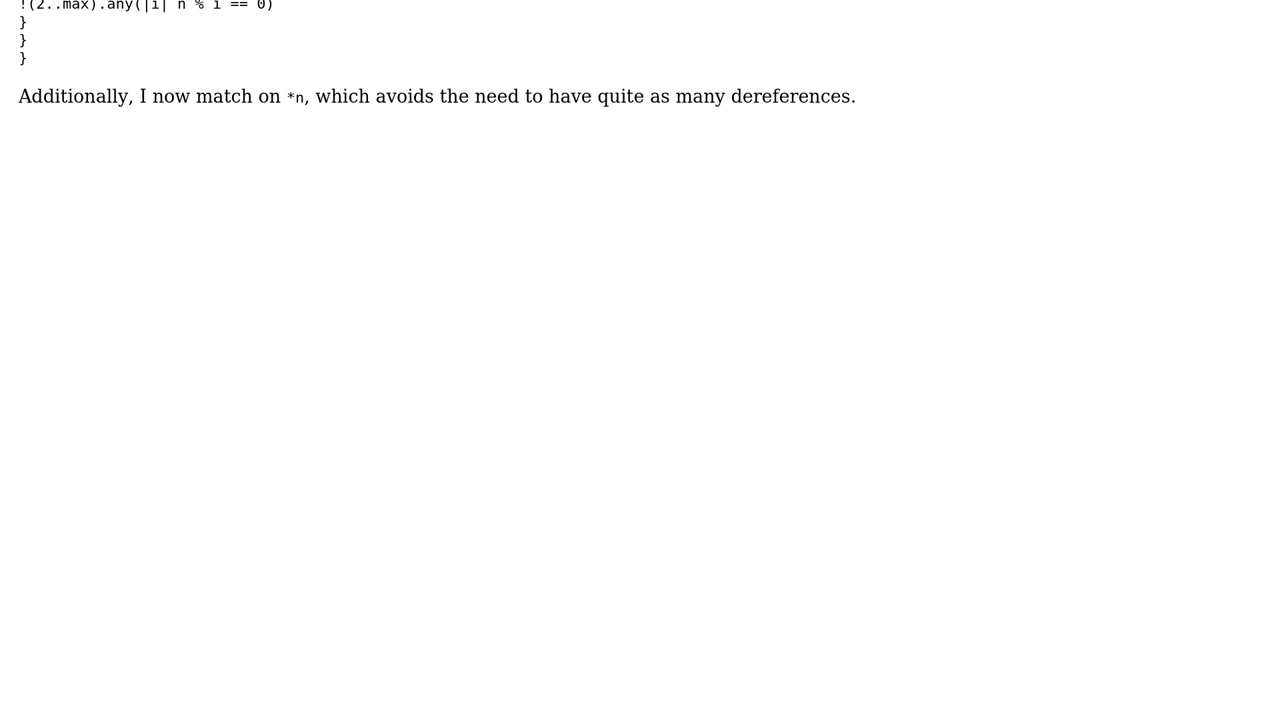 !(2..max).any(|i| n % i == 0)
}
}
}
Additionally, I now match on *n, which avoids the need to have quite as many dereferences.